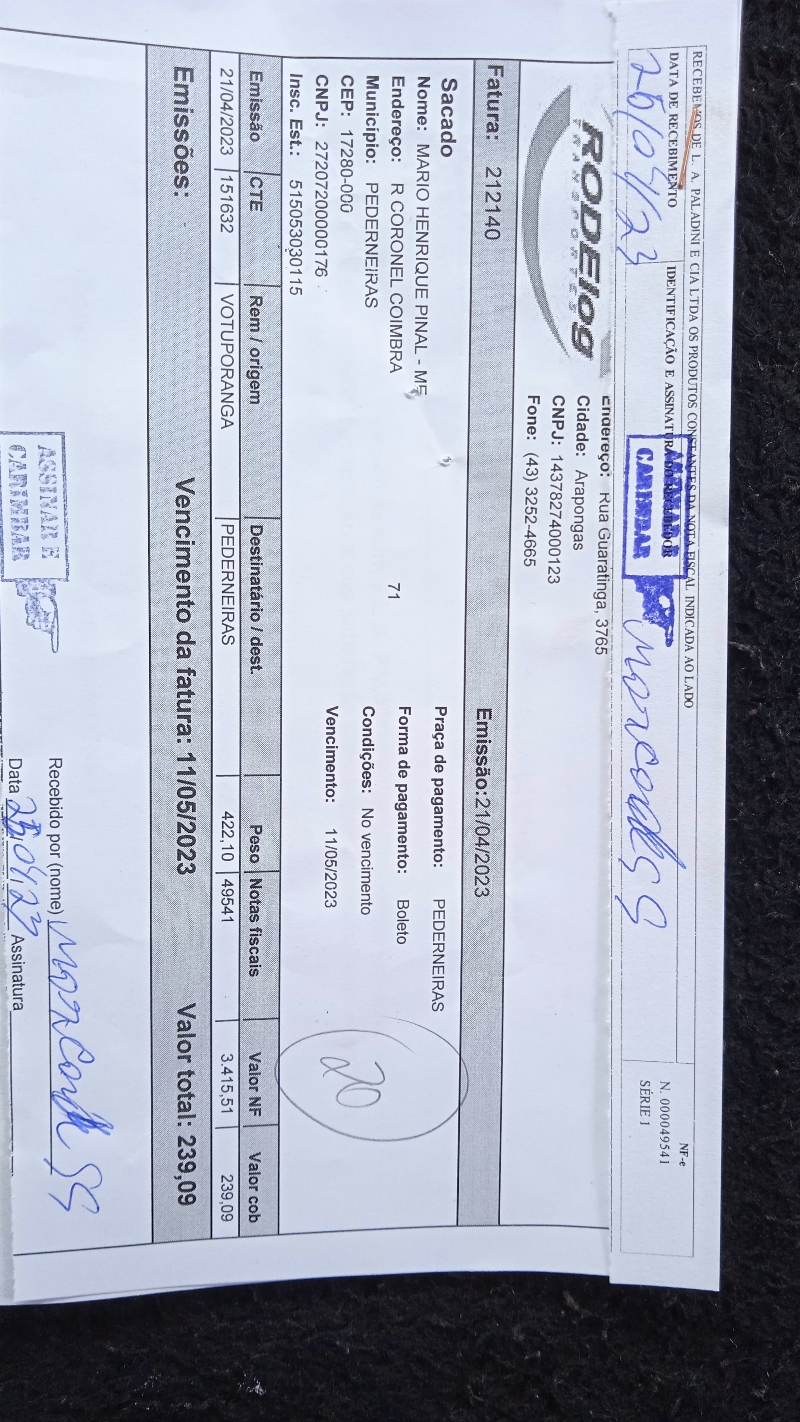 RECEBEMOS DE L. A. PALADINI E CIA LTDA OS PRODUTOS CONSTANTES DA NOTA FISCAL INDICADA AO LADO
DATA DE RECEBIMENTO IDENTIFICAÇÃO E ASSINATURA DO RECEBEDOR
ASSINAR E
CARIMBAR
NF-e
N. 000049541
SÉRIE 1
RODElog
TRANSPORTES
Endereço: Rua Guaratinga, 3765
Cidade: Arapongas
CNPJ: 14378274000123
Fone: (43) 3252-4665
Fatura: 212140 Emissão:21/04/2023
Sacado
Nome: MARIO HENRIQUE PINAL - ME
Endereço: R CORONEL COIMBRA 71
Municipio: PEDERNEIRAS
CEP: 17280-000
CNPJ: 27207200000176
Insc. Est.: 515053030115
Praça de pagamento: PEDERNEIRAS
Forma de pagamento: Boleto
Condições: No vencimento
Vencimento: 11/05/2023
20
Emissão CTE Rem / origem Destinatário / dest. Peso Notas fiscais Valor NF Valor cob
21/04/2023 151632 VOTUPORANGA PEDERNEIRAS 422,10 49541 3.415,51 239,09
Emissões: Vencimento da fatura: 11/05/2023 Valor total: 239,09
ASSINAR E
CARIMBAR
Recebido por (nome)
Data Assinatura